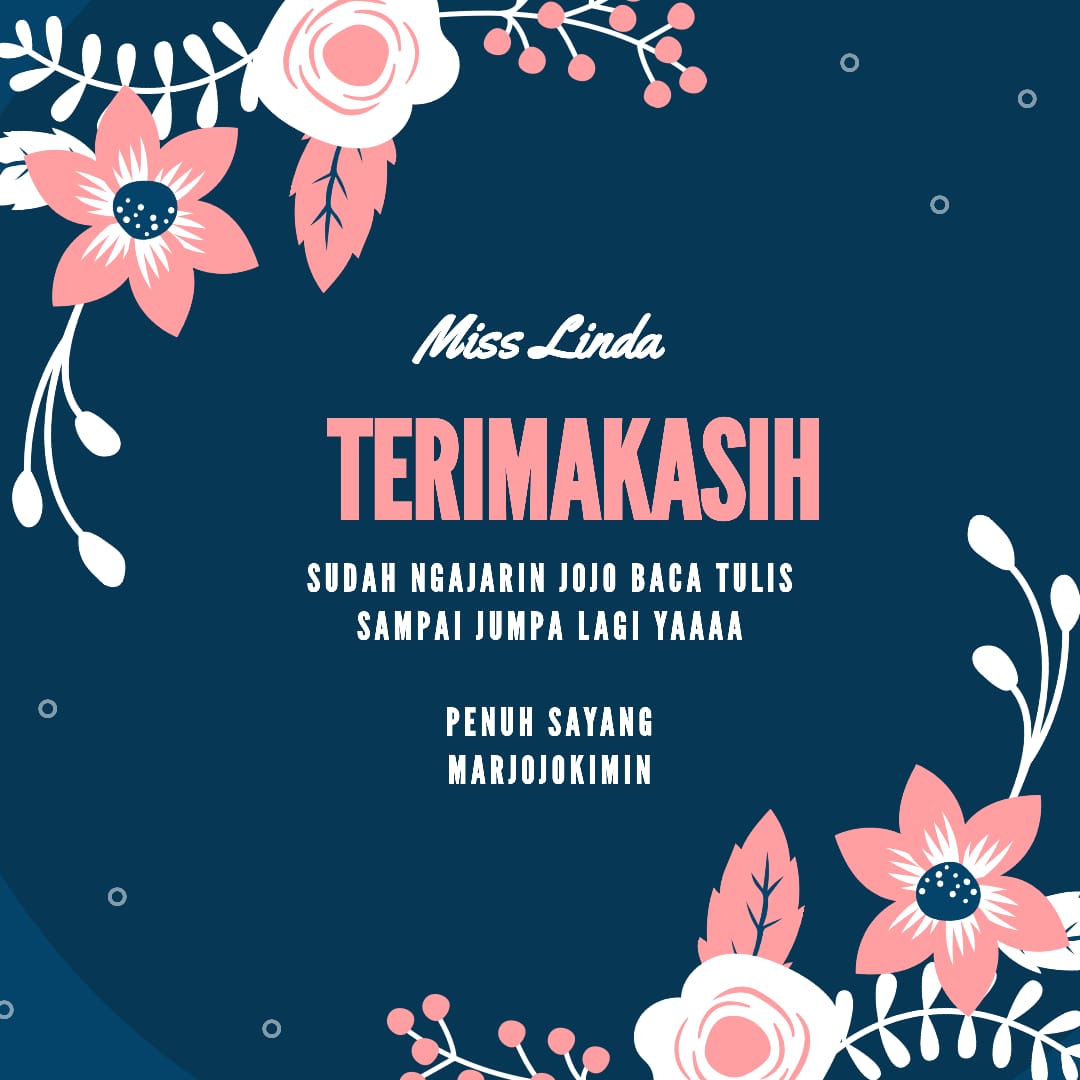 Miss Linda
TERIMAKASIH
SUDAH NGAJARIN JOJO BACA TULIS
SAMPAI JUMPA LAGI YAAAA
PENUH SAYANG
MARJOJOKIMIN